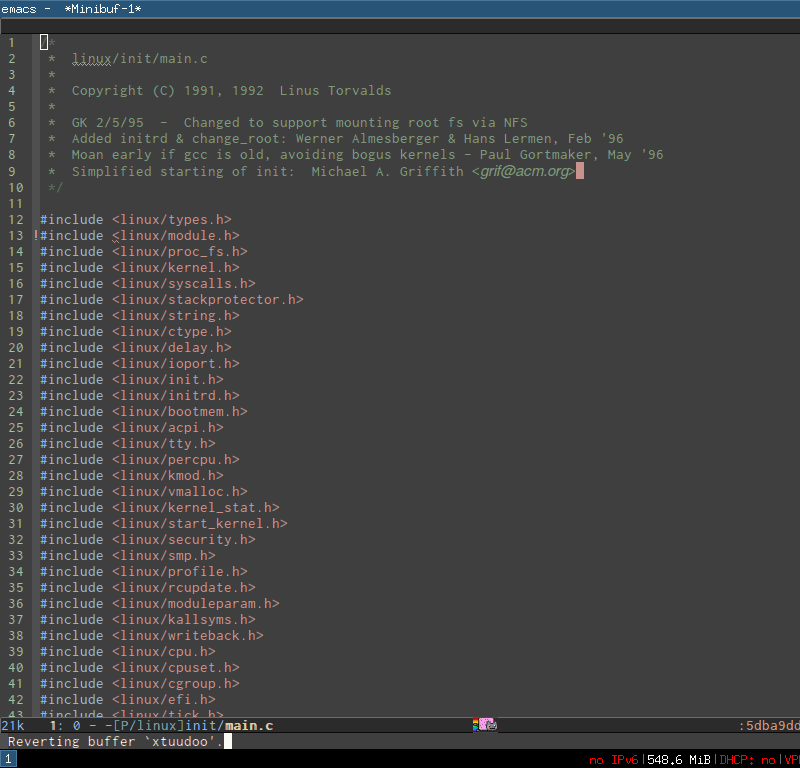 emacs -  *Minibuf-1*
1 /*
2  *  linux/init/main.c
3  *
4  *  Copyright (C) 1991, 1992  Linus Torvalds
5  *
6  *  GK 2/5/95  -  Changed to support mounting root fs via NFS
7  *  Added initrd & change_root: Werner Almesberger & Hans Lermen, Feb '96
8  *  Moan early if gcc is old, avoiding bogus kernels - Paul Gortmaker, May '96
9  *  Simplified starting of init:  Michael A. Griffith <grif@acm.org>
10  */
11
12 #include <linux/types.h>
13 !#include <linux/module.h>
14 #include <linux/proc_fs.h>
15 #include <linux/kernel.h>
16 #include <linux/syscalls.h>
17 #include <linux/stackprotector.h>
18 #include <linux/string.h>
19 #include <linux/ctype.h>
20 #include <linux/delay.h>
21 #include <linux/ioport.h>
22 #include <linux/init.h>
23 #include <linux/initrd.h>
24 #include <linux/bootmem.h>
25 #include <linux/acpi.h>
26 #include <linux/tty.h>
27 #include <linux/percpu.h>
28 #include <linux/kmod.h>
29 #include <linux/vmalloc.h>
30 #include <linux/kernel_stat.h>
31 #include <linux/start_kernel.h>
32 #include <linux/security.h>
33 #include <linux/smp.h>
34 #include <linux/profile.h>
35 #include <linux/rcupdate.h>
36 #include <linux/moduleparam.h>
37 #include <linux/kallsyms.h>
38 #include <linux/writeback.h>
39 #include <linux/cpu.h>
40 #include <linux/cpuset.h>
41 #include <linux/cgroup.h>
42 #include <linux/efi.h>
43 #include <linux/tick.h>
21k   1: 0 - -[P/linux]init/main.c :5dba9dd
Reverting buffer `xtuudoo'.
1 no IPv6|548.6 MiB|DHCP: no|VP